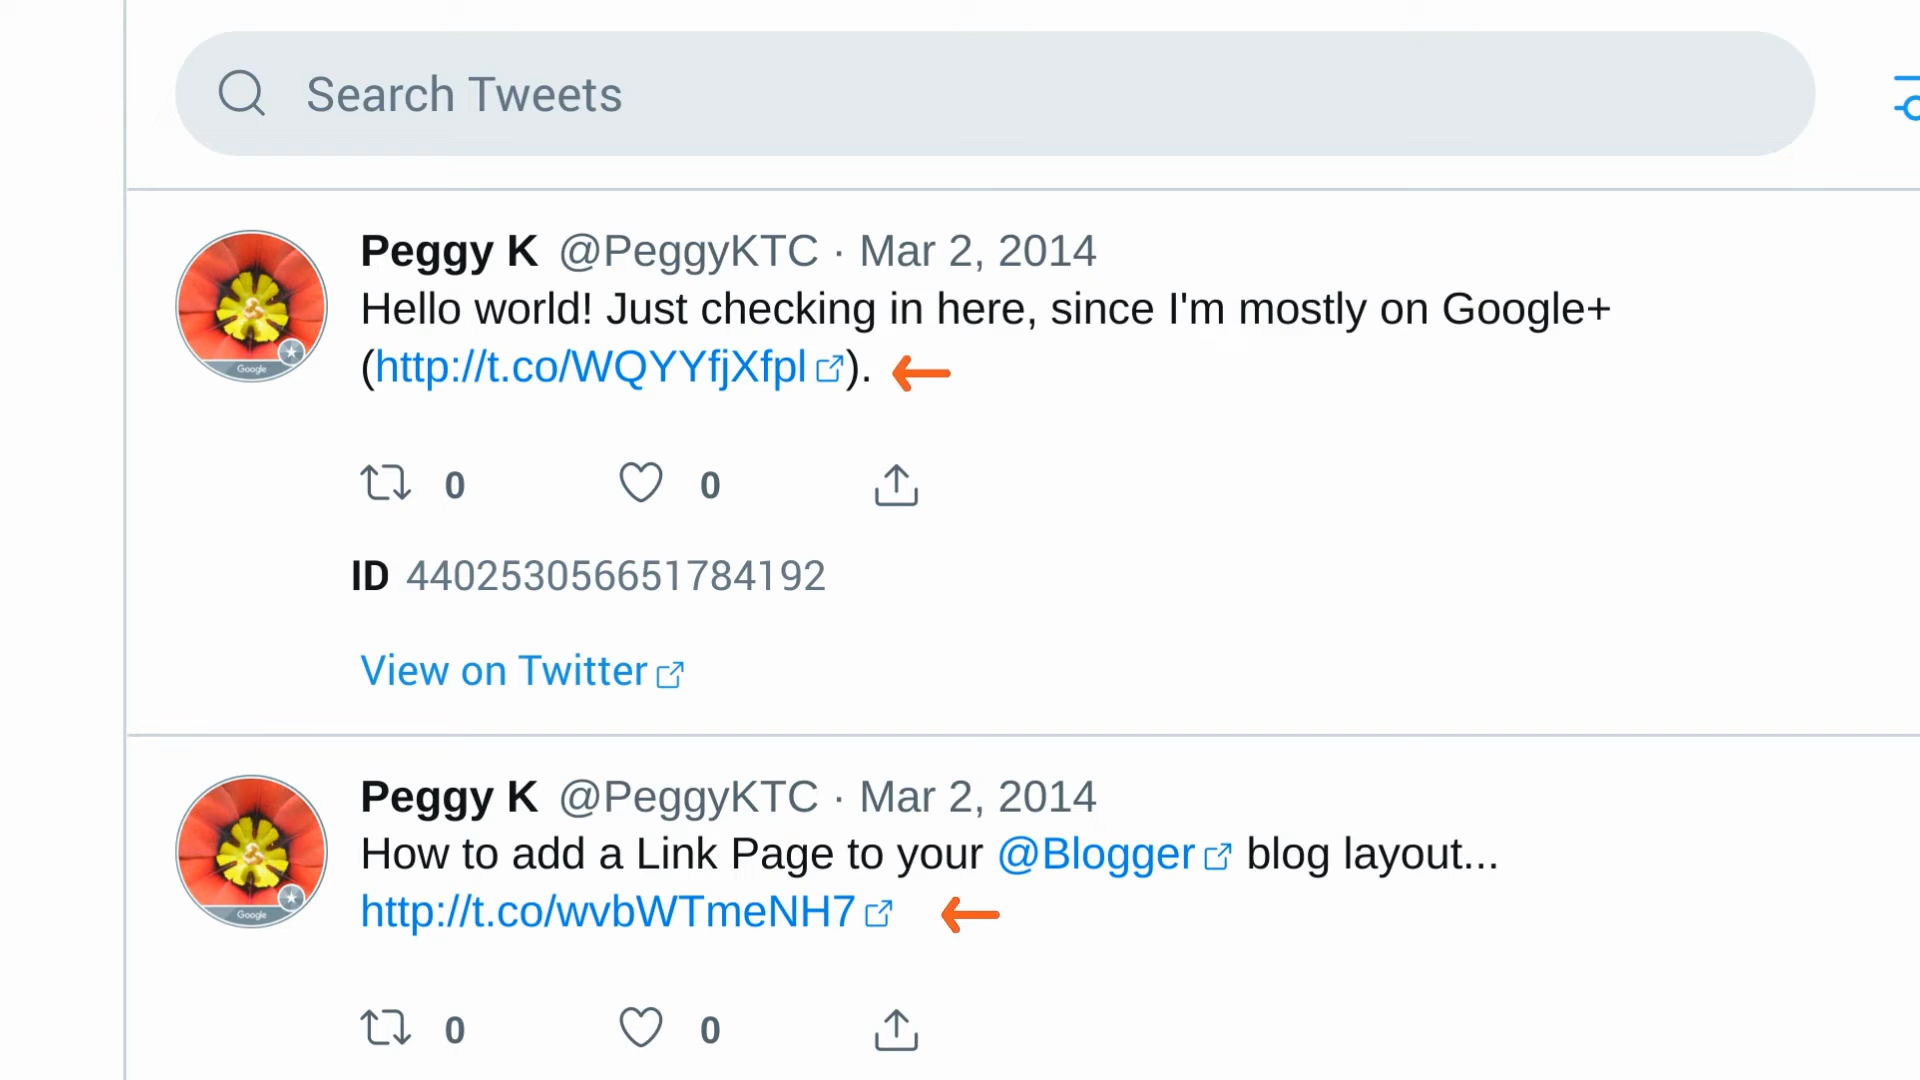 Search Tweets
Peggy K @PeggyKTC · Mar 2, 2014
Hello world! Just checking in here, since I'm mostly on Google+
(http://t.co/WQYYfjXfpl).
Google
0 0
ID 440253056651784192
View on Twitter
Peggy K @PeggyKTC · Mar 2, 2014
How to add a Link Page to your @Blogger blog layout...
http://t.co/wvbWTmeNH7
Google
0 0